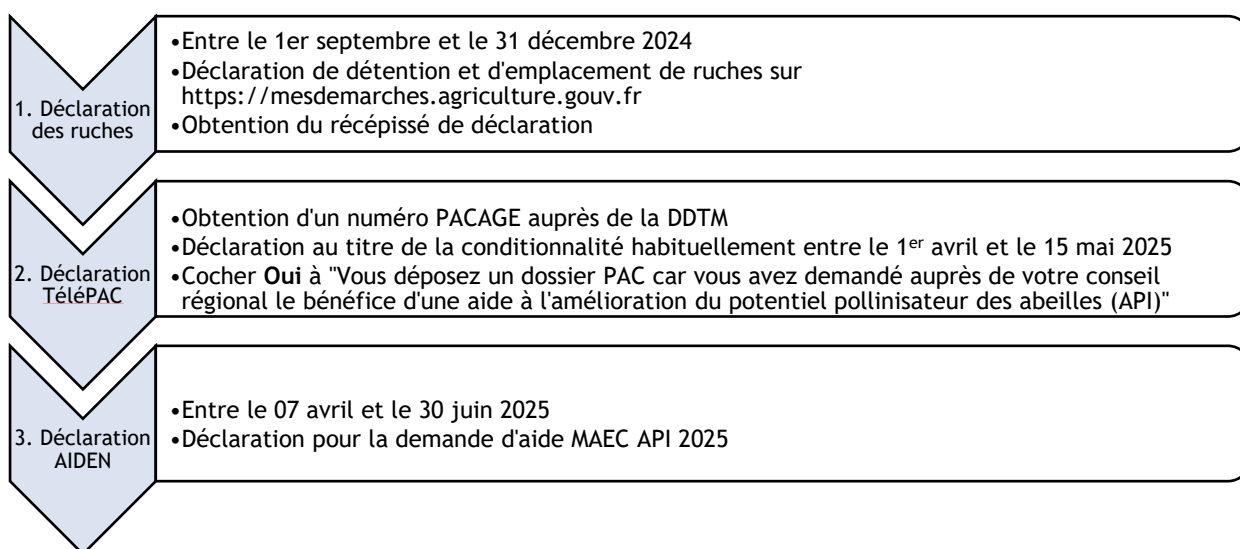 1. Déclaration
des ruches
•Entre le 1er septembre et le 31 décembre 2024
•Déclaration de détention et d'emplacement de ruches sur
https://mesdemarches.agriculture.gouv.fr
•Obtention du récépissé de déclaration
2. Déclaration
TéléPAC
•Obtention d'un numéro PACAGE auprès de la DDTM
•Déclaration au titre de la conditionnalité habituellement entre le 1er avril et le 15 mai 2025
•Cocher Oui à "Vous déposez un dossier PAC car vous avez demandé auprès de votre conseil
régional le bénéfice d'une aide à l'amélioration du potentiel pollinisateur des abeilles (API)"
3. Déclaration
AIDEN
•Entre le 07 avril et le 30 juin 2025
•Déclaration pour la demande d'aide MAEC API 2025